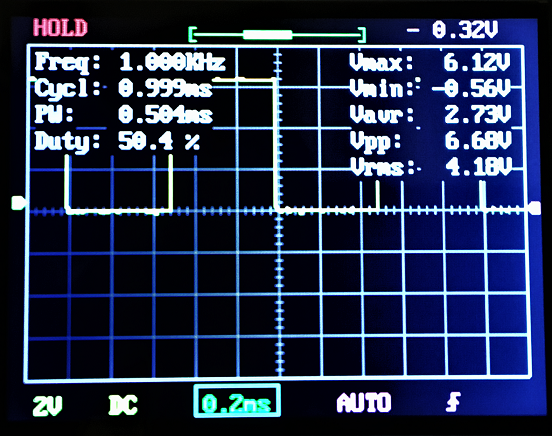 HOLD
- 0.32V
Freq: 1.000KHz
Vmax: 6.12V
Cycl: 0.999ms
Vmin: -0.56V
PW: 0.504ms
Vavr: 2.73V
Duty: 50.4 %
Vpp: 6.68V
Vrms: 4.18V
2V DC 0.2ms AUTO